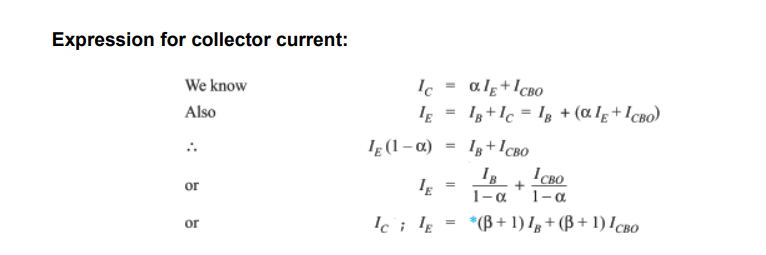 Expression for collector current:
We know I_C = α I_E + I_CBO
Also I_E = I_B + I_C = I_B + (α I_E + I_CBO)
∴ I_E (1 – α) = I_B + I_CBO
or I_E = I_B / 1 – α + I_CBO / 1 – α
or I_C ; I_E = *(β + 1) I_B + (β + 1) I_CBO